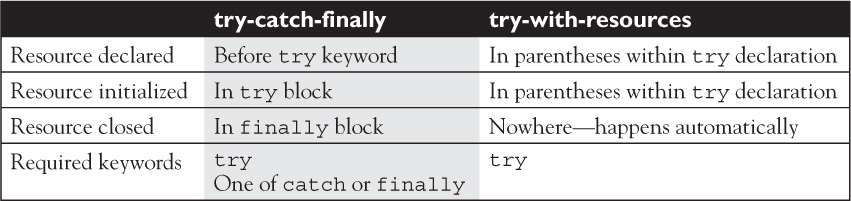 try-catch-finally try-with-resources
Resource declared Before try keyword In parentheses within try declaration
Resource initialized In try block In parentheses within try declaration
Resource closed In finally block Nowhere—happens automatically
Required keywords try try
One of catch or finally